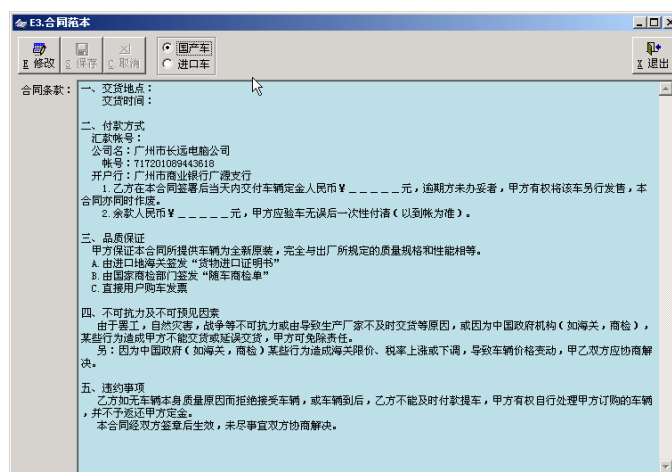 E3.合同范本
E 修改
S 保存
C 取消
国产车
进口车
X 退出
合同条款：
一、交货地点：
交货时间：
二、付款方式
汇款帐号：
公司名：广州市长远电脑公司
帐号：717201089443618
开户行：广州市商业银行广源支行
1.乙方在本合同签署后当天内交付车辆定金人民币￥_____元，逾期方未办妥者，甲方有权将该车另行发售，本
合同亦同时作废。
2.余款人民币￥_____元，甲方应验车无误后一次性付清（以到帐为准）。
三、品质保证
甲方保证本合同所提供车辆为全新原装，完全与出厂所规定的质量规格和性能相等。
A.由进口地海关签发“货物进口证明书”
B.由国家商检部门签发“随车商检单”
C.直接用户购车发票
四、不可抗力及不可预见因素
由于罢工，自然灾害，战争等不可抗力或由导致生产厂家不及时交货等原因，或因为中国政府机构（如海关，商检），
某些行为造成甲方不能交货或延误交货，甲方可免除责任。
另：因为中国政府（如海关，商检）某些行为造成海关限价、税率上涨或下调，导致车辆价格变动，甲乙双方应协商解
决。
五、违约事项
乙方如无车辆本身质量原因而拒绝接受车辆，或车辆到后，乙方不能及时付款提车，甲方有权自行处理甲方订购的车辆
，并不予返还甲方定金。
本合同经双方签章后生效，未尽事宜双方协商解决。